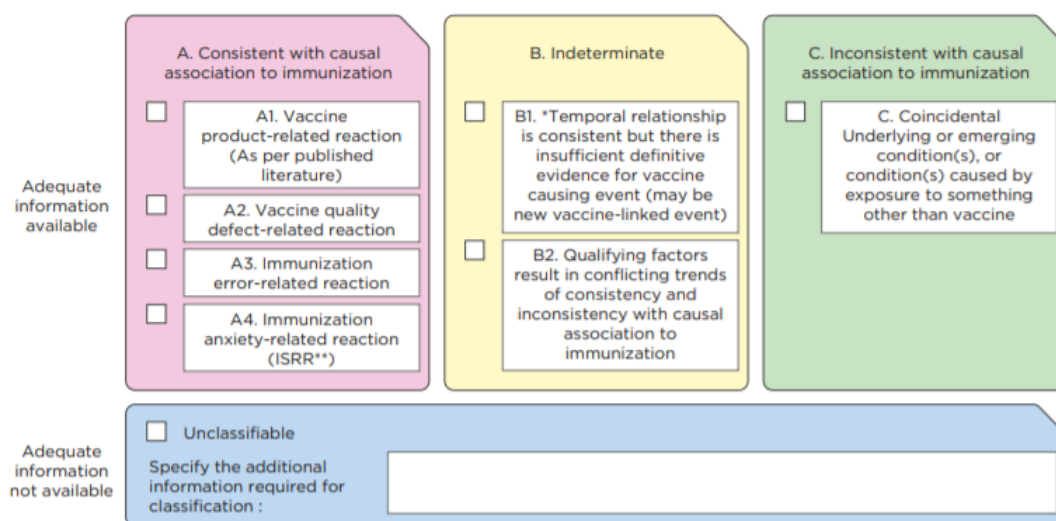 A. Consistent with causal
association to immunization
A1. Vaccine
product-related reaction
(As per published
literature)
A2. Vaccine quality
defect-related reaction
A3. Immunization
error-related reaction
A4. Immunization
anxiety-related reaction
(ISRR**)
B. Indeterminate
B1. *Temporal relationship
is consistent but there is
insufficient definitive
evidence for vaccine
causing event (may be
new vaccine-linked event)
B2. Qualifying factors
result in conflicting trends
of consistency and
inconsistency with causal
association to
immunization
C. Inconsistent with causal
association to immunization
C. Coincidental
Underlying or emerging
condition(s), or
condition(s) caused by
exposure to something
other than vaccine
Adequate
information
available
Adequate
information
not available
Unclassifiable
Specify the additional
information required for
classification :